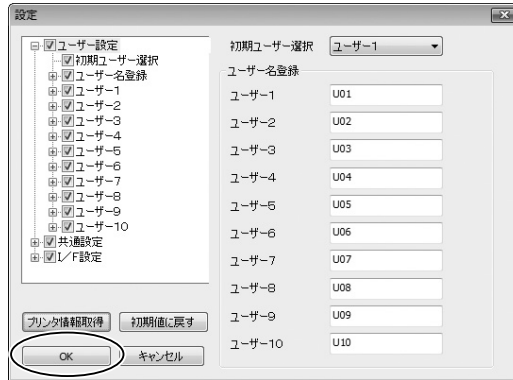 設定
ユーザー設定
初期ユーザー選択
ユーザー名登録
ユーザー1
ユーザー2
ユーザー3
ユーザー4
ユーザー5
ユーザー6
ユーザー7
ユーザー8
ユーザー9
ユーザー10
共通設定
I/F設定
プリンタ情報取得
初期値に戻す
OK
キャンセル
初期ユーザー選択 ユーザー1
ユーザー名登録
ユーザー1 U01
ユーザー2 U02
ユーザー3 U03
ユーザー4 U04
ユーザー5 U05
ユーザー6 U06
ユーザー7 U07
ユーザー8 U08
ユーザー9 U09
ユーザー10 U10